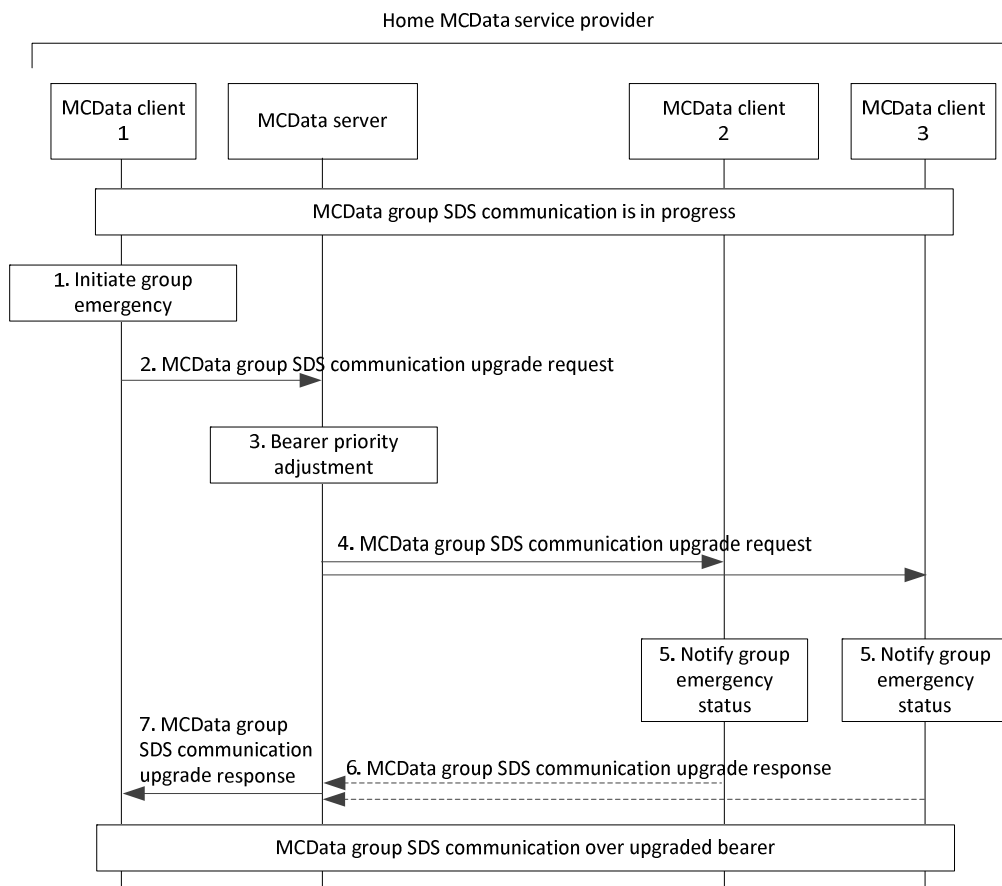 Home MCData service provider
MCData client
1
MCData server
MCData client
2
MCData client
3
MCData group SDS communication is in progress
1. Initiate group
emergency
2. MCData group SDS communication upgrade request
3. Bearer priority
adjustment
4. MCData group SDS communication upgrade request
5. Notify group
emergency
status
5. Notify group
emergency
status
7. MCData group
SDS communication
upgrade response
6. MCData group SDS communication upgrade response
MCData group SDS communication over upgraded bearer